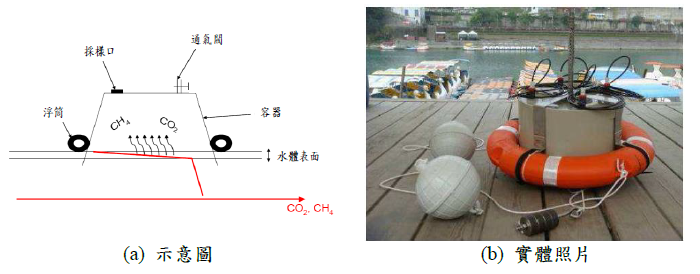 採樣口
通氣閥
浮筒
容器
CH4
CO2
水體表面
CO2, CH4
(a) 示意圖
(b) 實體照片